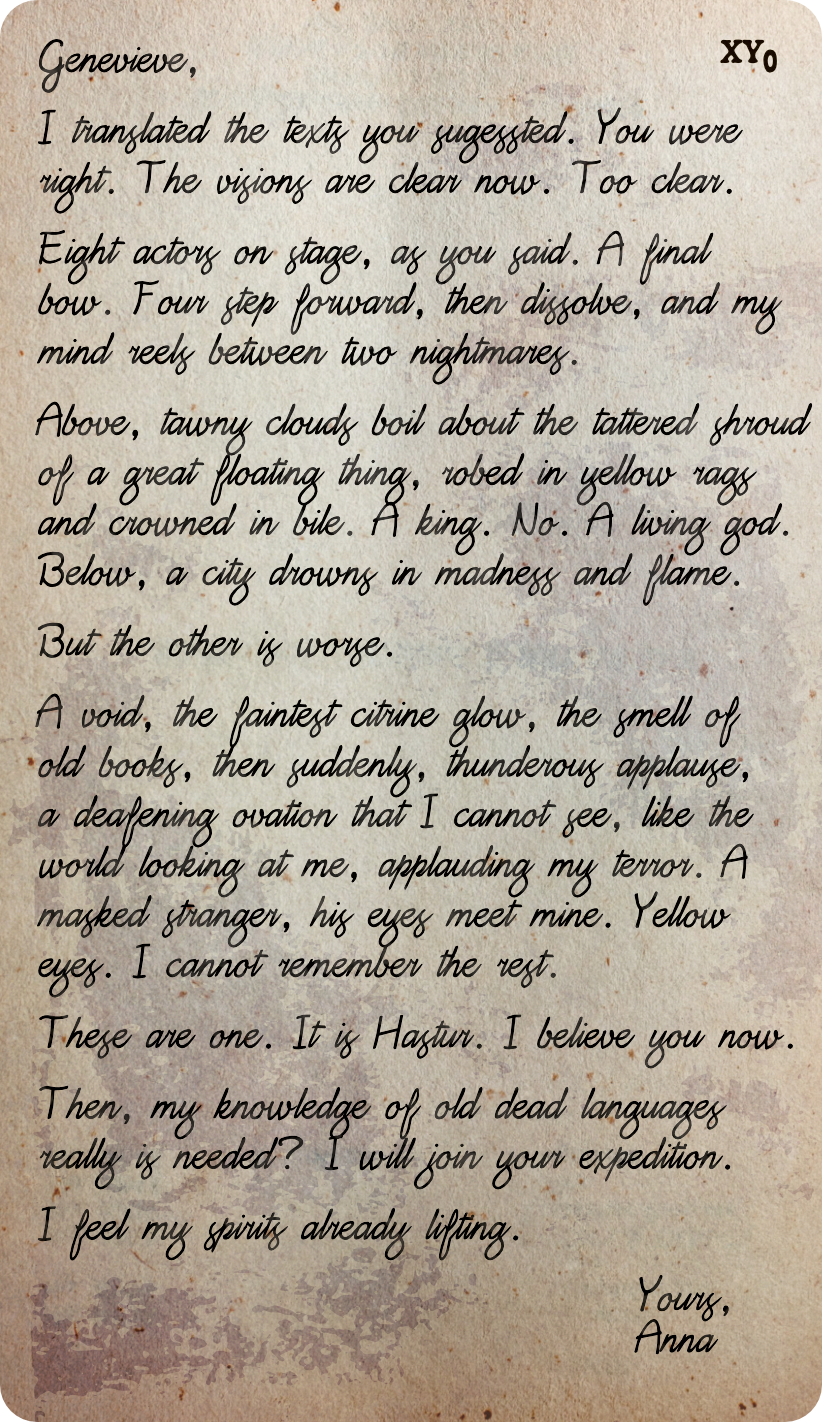 Genevieve,
XY0
I translated the texts you sugessted. You were
right. The visions are clear now. Too clear.
Eight actors on stage, as you said. A final
bow. Four step forward, then dissolve, and my
mind reels between two nightmares.
Above, tawny clouds boil about the tattered shroud
of a great floating thing, robed in yellow rags
and crowned in bile. A king. No. A living god.
Below, a city drowns in madness and flame.
But the other is worse.
A void, the faintest citrine glow, the smell of
old books, then suddenly, thunderous applause,
a deafening ovation that I cannot see, like the
world looking at me, applauding my terror. A
masked stranger, his eyes meet mine. Yellow
eyes. I cannot remember the rest.
These are one. It is Hastur. I believe you now.
Then, my knowledge of old dead languages
really is needed? I will join your expedition.
I feel my spirits already lifting.
Yours,
Anna